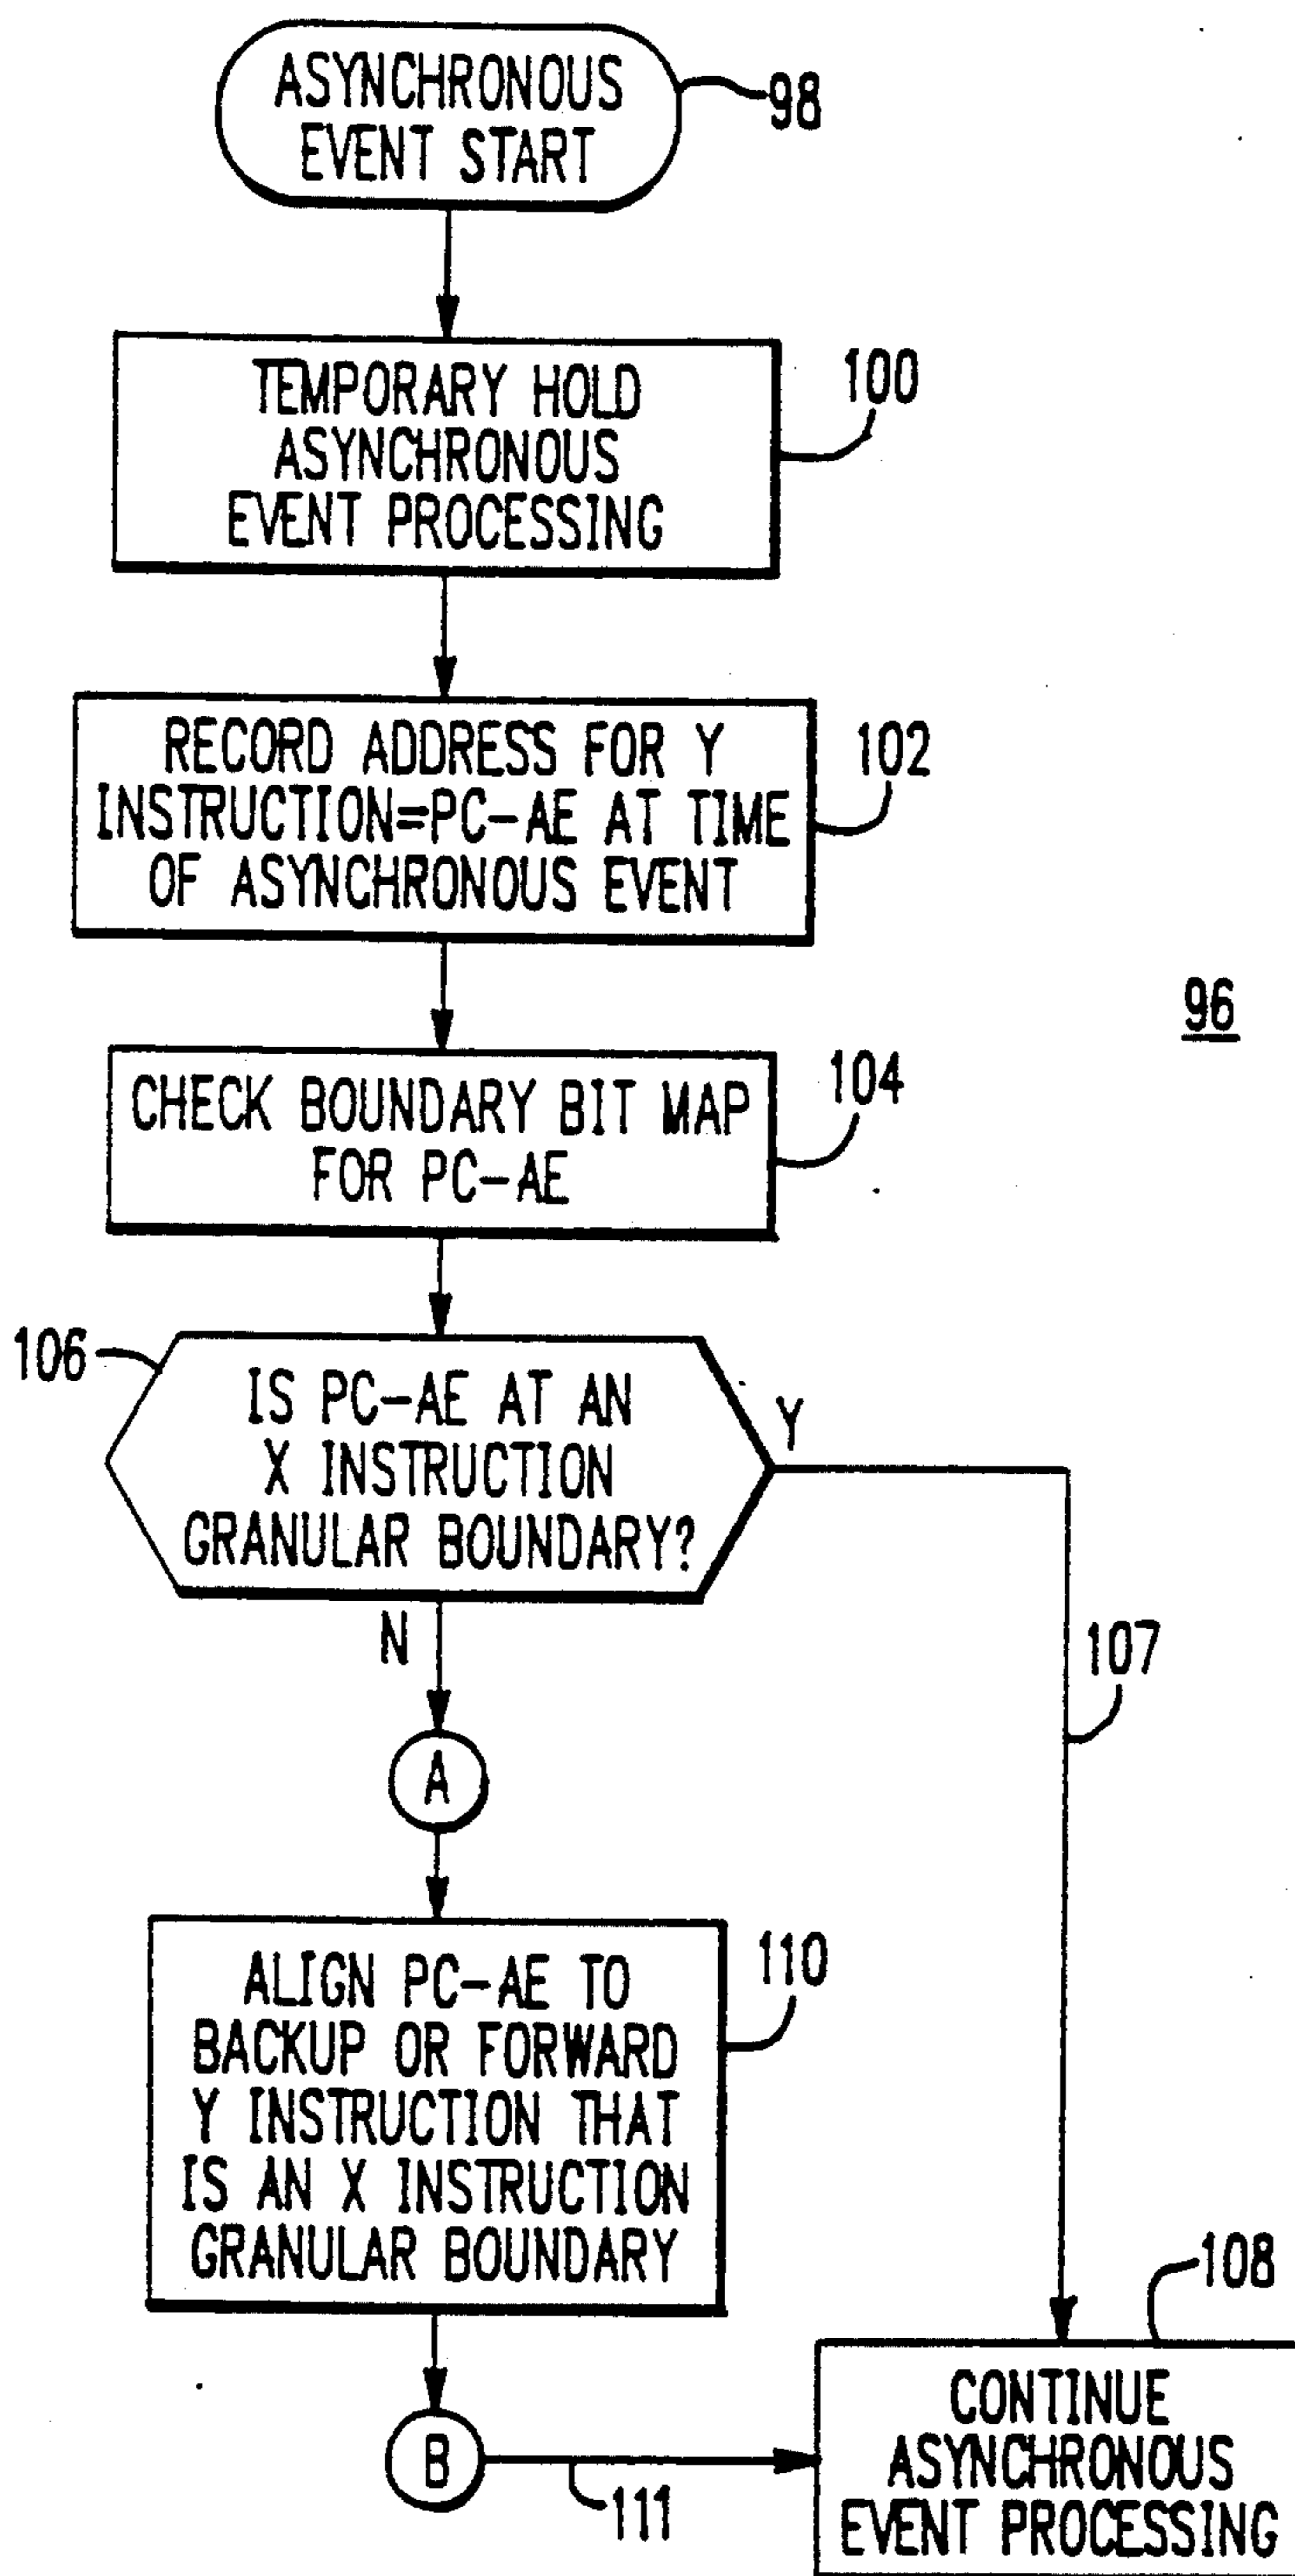 ASYNCHRONOUS
EVENT START
98
TEMPORARY HOLD
ASYNCHRONOUS
EVENT PROCESSING
100
RECORD ADDRESS FOR Y
INSTRUCTION=PC-AE AT TIME
OF ASYNCHRONOUS EVENT
102
96
CHECK BOUNDARY BIT MAP
FOR PC-AE
104
106
IS PC-AE AT AN
X INSTRUCTION
GRANULAR BOUNDARY?
Y
N
107
A
ALIGN PC-AE TO
BACKUP OR FORWARD
Y INSTRUCTION THAT
IS AN X INSTRUCTION
GRANULAR BOUNDARY
110
108
CONTINUE
ASYNCHRONOUS
EVENT PROCESSING
B
111